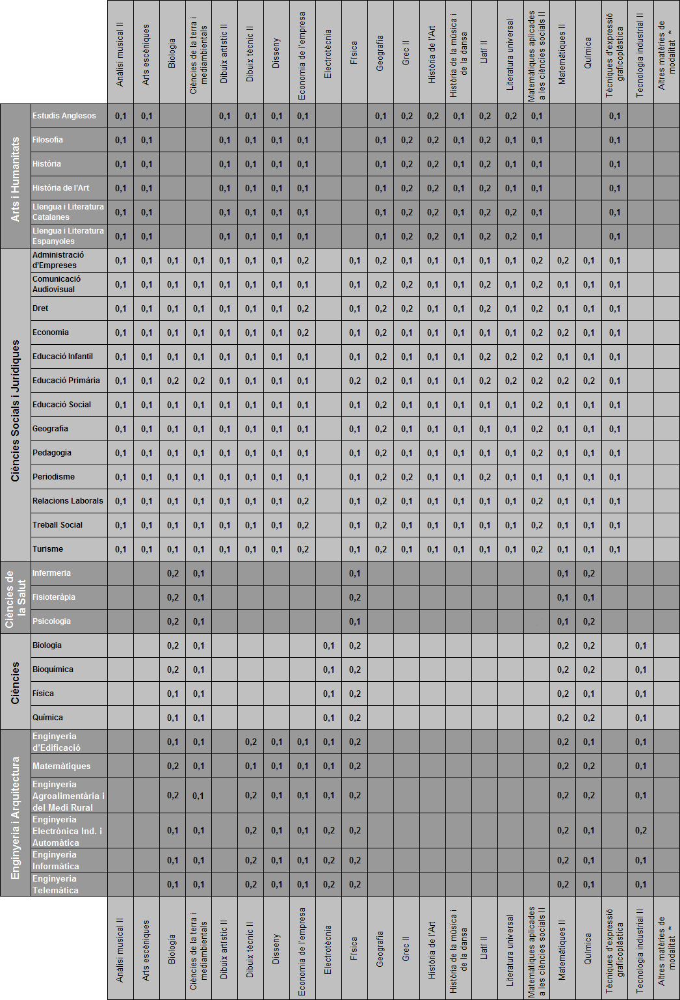 Anàlisi musical II
Arts escèniques
Biologia
Ciències de la terra i
mediambientals
Dibuix artÍstic II
Dibuix tècnic II
Disseny
Economia de l'empresa
Electrotècnia
FÍsica
Geografia
Grec II
Història de l'Art
Història de la música i
de la dansa
LlatÍ II
Literatura universal
Matemàtiques aplicades
a les ciències socials II
Matemàtiques II
QuÍmica
Tècniques d'expressió
graficoplàstica
Tecnologia industrial II
Altres matèries de
modalitat *
Arts i Humanitats
Estudis Anglesos 0,1 0,1 0,1 0,1 0,1 0,1 0,1 0,2 0,2 0,1 0,2 0,2 0,1 0,1
Filosofia 0,1 0,1 0,1 0,1 0,1 0,1 0,1 0,2 0,2 0,1 0,2 0,1 0,1 0,1
Història 0,1 0,1 0,1 0,1 0,1 0,1 0,1 0,2 0,2 0,1 0,2 0,1 0,1 0,1
Història de l'Art 0,1 0,1 0,1 0,1 0,1 0,1 0,1 0,2 0,2 0,1 0,2 0,1 0,1 0,1
Llengua i Literatura
Catalanes 0,1 0,1 0,1 0,1 0,1 0,1 0,1 0,2 0,2 0,1 0,2 0,2 0,1 0,1
Llengua i Literatura
Espanyoles 0,1 0,1 0,1 0,1 0,1 0,1 0,1 0,2 0,2 0,1 0,2 0,2 0,1 0,1
Ciències Socials i Jurídiques
Administració
d'Empreses 0,1 0,1 0,1 0,1 0,1 0,1 0,1 0,2 0,1 0,2 0,1 0,1 0,1 0,1 0,1 0,2 0,2 0,1 0,1
Comunicació
Audiovisual 0,1 0,1 0,1 0,1 0,1 0,1 0,1 0,1 0,1 0,2 0,2 0,1 0,1 0,2 0,1 0,2 0,1 0,1 0,1
Dret 0,1 0,1 0,1 0,1 0,1 0,1 0,1 0,2 0,1 0,2 0,2 0,1 0,1 0,2 0,1 0,2 0,1 0,1 0,1
Economia 0,1 0,1 0,1 0,1 0,1 0,1 0,1 0,2 0,1 0,2 0,1 0,1 0,1 0,1 0,1 0,2 0,2 0,1 0,1
Educació Infantil 0,1 0,1 0,1 0,1 0,1 0,1 0,1 0,1 0,1 0,2 0,1 0,1 0,1 0,2 0,2 0,2 0,1 0,1 0,1
Educació Primària 0,1 0,1 0,2 0,2 0,1 0,1 0,1 0,1 0,2 0,2 0,1 0,1 0,1 0,2 0,2 0,2 0,2 0,2 0,1
Educació Social 0,1 0,1 0,1 0,1 0,1 0,1 0,1 0,1 0,1 0,2 0,1 0,1 0,1 0,1 0,1 0,2 0,1 0,1 0,1
Geografia 0,1 0,1 0,1 0,1 0,1 0,1 0,1 0,1 0,1 0,2 0,1 0,1 0,1 0,1 0,1 0,2 0,1 0,1 0,1
Pedagogia 0,1 0,1 0,1 0,1 0,1 0,1 0,1 0,1 0,1 0,2 0,1 0,1 0,1 0,1 0,1 0,2 0,1 0,1 0,1
Periodisme 0,1 0,1 0,1 0,1 0,1 0,1 0,1 0,1 0,1 0,2 0,2 0,1 0,1 0,2 0,1 0,1 0,1 0,1 0,1
Relacions Laborals 0,1 0,1 0,1 0,1 0,1 0,1 0,1 0,2 0,1 0,2 0,1 0,1 0,1 0,1 0,1 0,2 0,1 0,1 0,1
Treball Social 0,1 0,1 0,1 0,1 0,1 0,1 0,1 0,2 0,1 0,2 0,1 0,1 0,1 0,1 0,1 0,2 0,1 0,1 0,1
Turisme 0,1 0,1 0,1 0,1 0,1 0,1 0,1 0,2 0,1 0,2 0,1 0,1 0,1 0,1 0,1 0,2 0,1 0,1 0,1
Ciències de
la Salut
Infermeria 0,2 0,1 0,1 0,1 0,2
Fisioteràpia 0,2 0,1 0,2 0,1 0,1
Psicologia 0,2 0,1 0,1 0,1 0,2
Ciències
Biologia 0,2 0,1 0,1 0,2 0,2 0,2 0,1
Bioquímica 0,2 0,1 0,1 0,2 0,2 0,2 0,1
Física 0,1 0,1 0,1 0,2 0,2 0,1 0,1
Química 0,1 0,1 0,1 0,2 0,2 0,2 0,1
Enginyeria i Arquitectura
Enginyeria
d'Edificació 0,1 0,1 0,2 0,1 0,1 0,1 0,2 0,2 0,1 0,1
Matemàtiques 0,2 0,1 0,1 0,1 0,1 0,1 0,2 0,2 0,2 0,1
Enginyeria
Agroalimentària i 0,2 0,1 0,2 0,1 0,1 0,1 0,2 0,2 0,2 0,1
del Medi Rural
Enginyeria
Electrònica Ind. i 0,1 0,1 0,2 0,1 0,1 0,2 0,2 0,2 0,1 0,2
Automàtica
Enginyeria
Informàtica 0,1 0,1 0,2 0,1 0,1 0,2 0,2 0,2 0,1 0,1
Enginyeria
Telemàtica 0,1 0,1 0,2 0,1 0,1 0,2 0,2 0,2 0,1 0,1
Anàlisi musical II
Arts escèniques
Biologia
Ciències de la terra i
mediambientals
Dibuix artÍstic II
Dibuix tècnic II
Disseny
Economia de l'empresa
Electrotècnia
FÍsica
Geografia
Grec II
Història de l'Art
Història de la música i
de la dansa
LlatÍ II
Literatura universal
Matemàtiques aplicades
a les ciències socials II
Matemàtiques II
QuÍmica
Tècniques d'expressió
graficoplàstica
Tecnologia industrial II
Altres matèries de
modalitat *